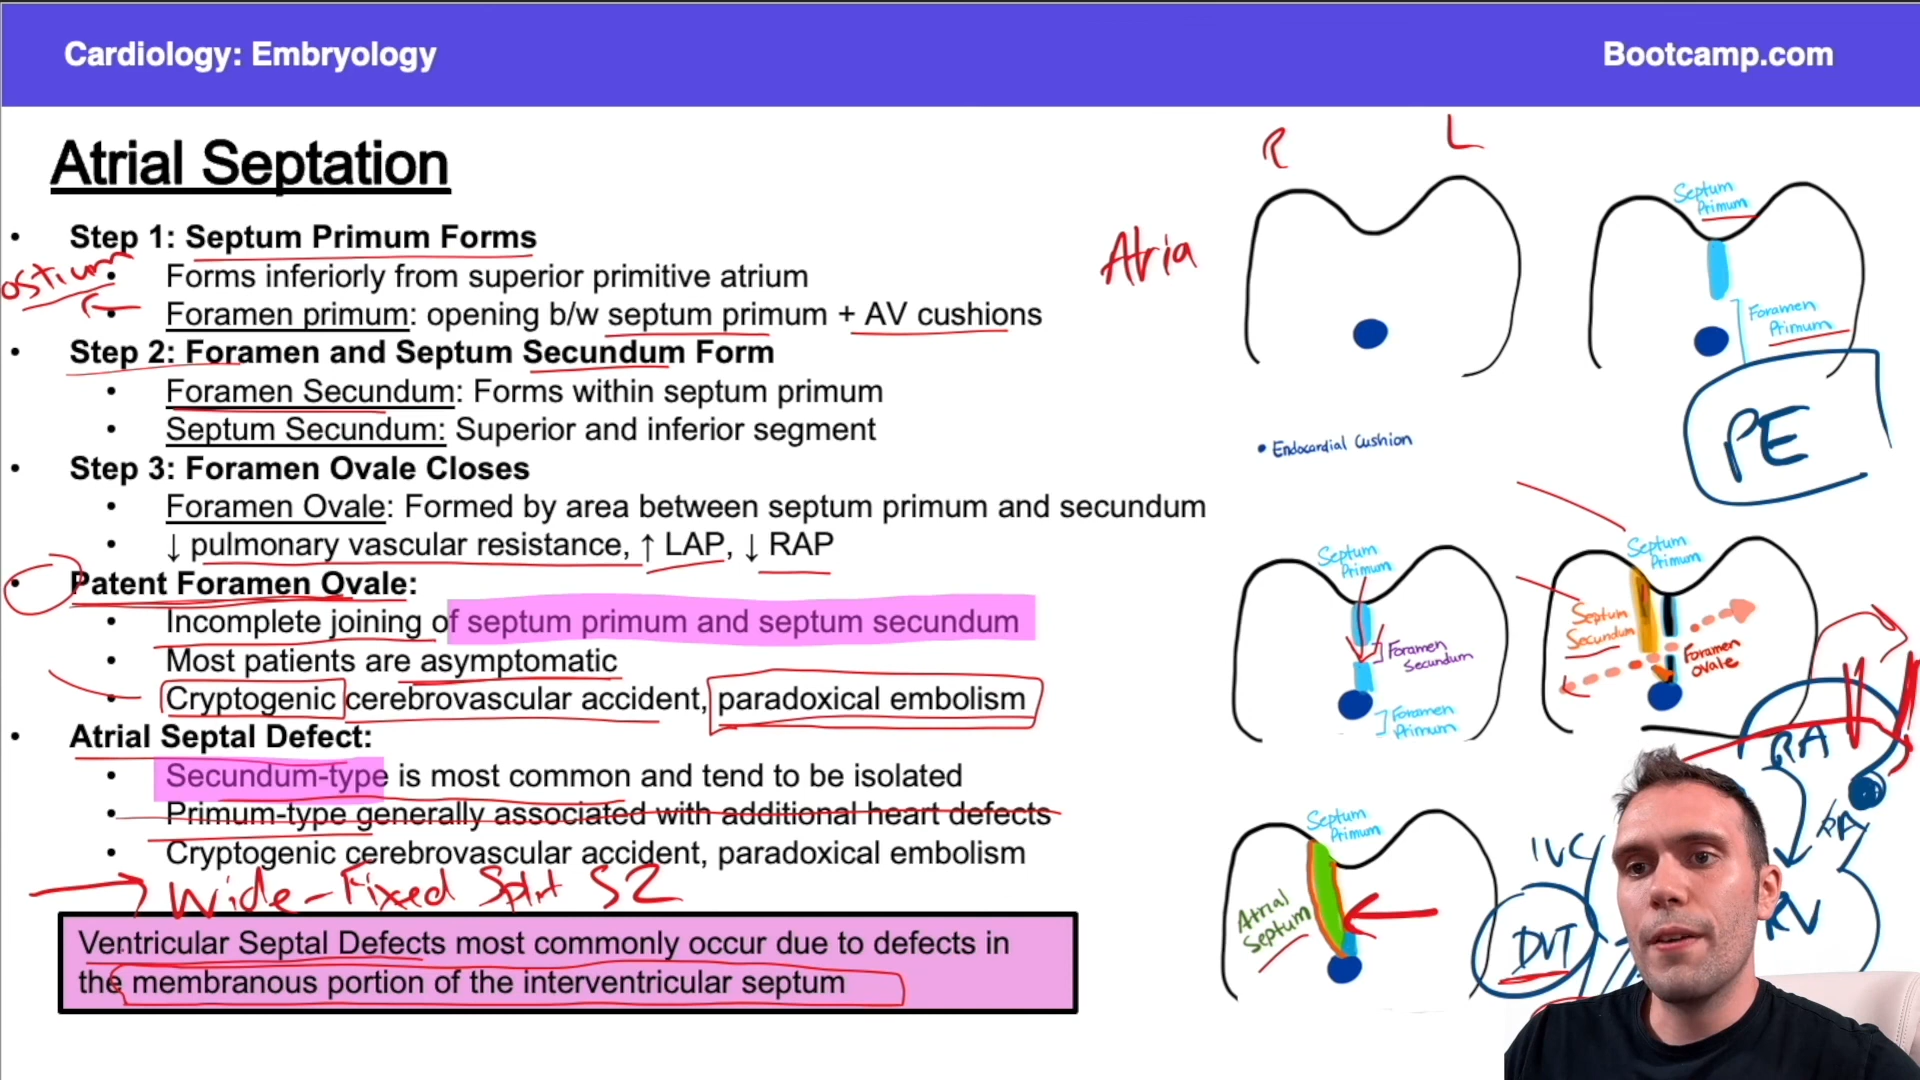 Cardiology: Embryology
Bootcamp.com
Atrial Septation
• Step 1: Septum Primum Forms
• Forms inferiorly from superior primitive atrium
ostium
• Foramen primum: opening b/w septum primum + AV cushions
• Step 2: Foramen and Septum Secundum Form
• Foramen Secundum: Forms within septum primum
• Septum Secundum: Superior and inferior segment
• Step 3: Foramen Ovale Closes
• Foramen Ovale: Formed by area between septum primum and secundum
• ↓ pulmonary vascular resistance, ↑ LAP, ↓ RAP
• Patent Foramen Ovale:
• Incomplete joining of septum primum and septum secundum
• Most patients are asymptomatic
• Cryptogenic cerebrovascular accident, paradoxical embolism
• Atrial Septal Defect:
• Secundum-type is most common and tend to be isolated
• Primum-type generally associated with additional heart defects
• Cryptogenic cerebrovascular accident, paradoxical embolism
Wide-Fixed Split S2
Ventricular Septal Defects most commonly occur due to defects in
the membranous portion of the interventricular septum
R L
Atria
Septum
Primum
Foramen
Primum
PE
• Endocardial Cushion
Septum
Primum
Foramen
Secundum
Foramen
Primum
Septum
Primum
Septum
Secundum
Foramen
ovale
RA
PA
RV
IVC
DVT
Septum
Primum
Atrial
Septum